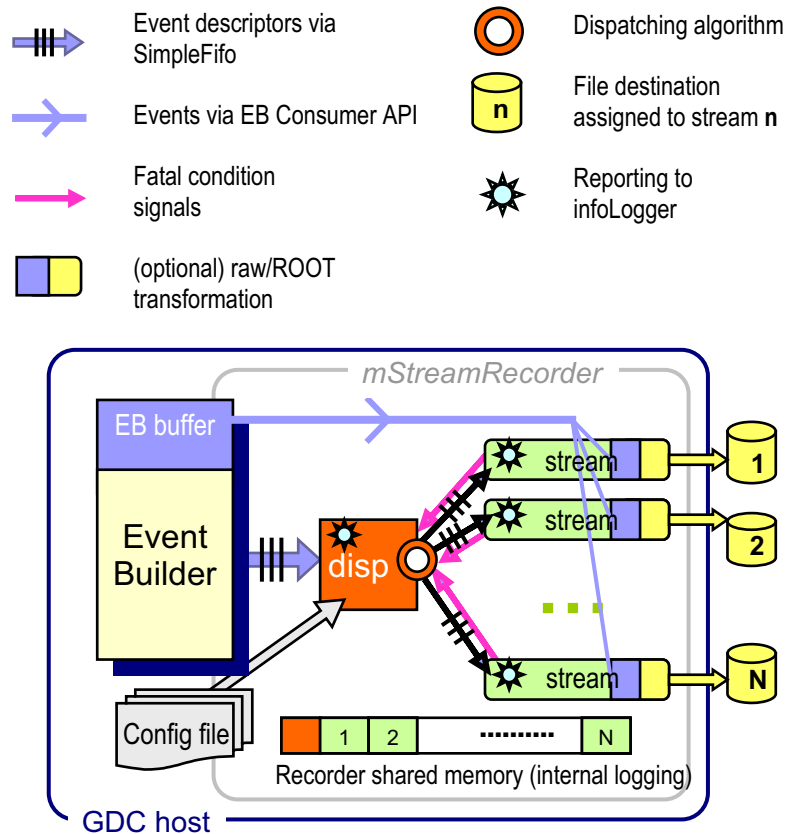 Event descriptors via
SimpleFifo
Events via EB Consumer API
Fatal condition
signals
(optional) raw/ROOT
transformation
Dispatching algorithm
n
File destination
assigned to stream n
Reporting to
infoLogger
mStreamRecorder
EB buffer
Event
Builder
disp
stream
1
stream
2
stream
N
Config file
1 2 N
Recorder shared memory (internal logging)
GDC host